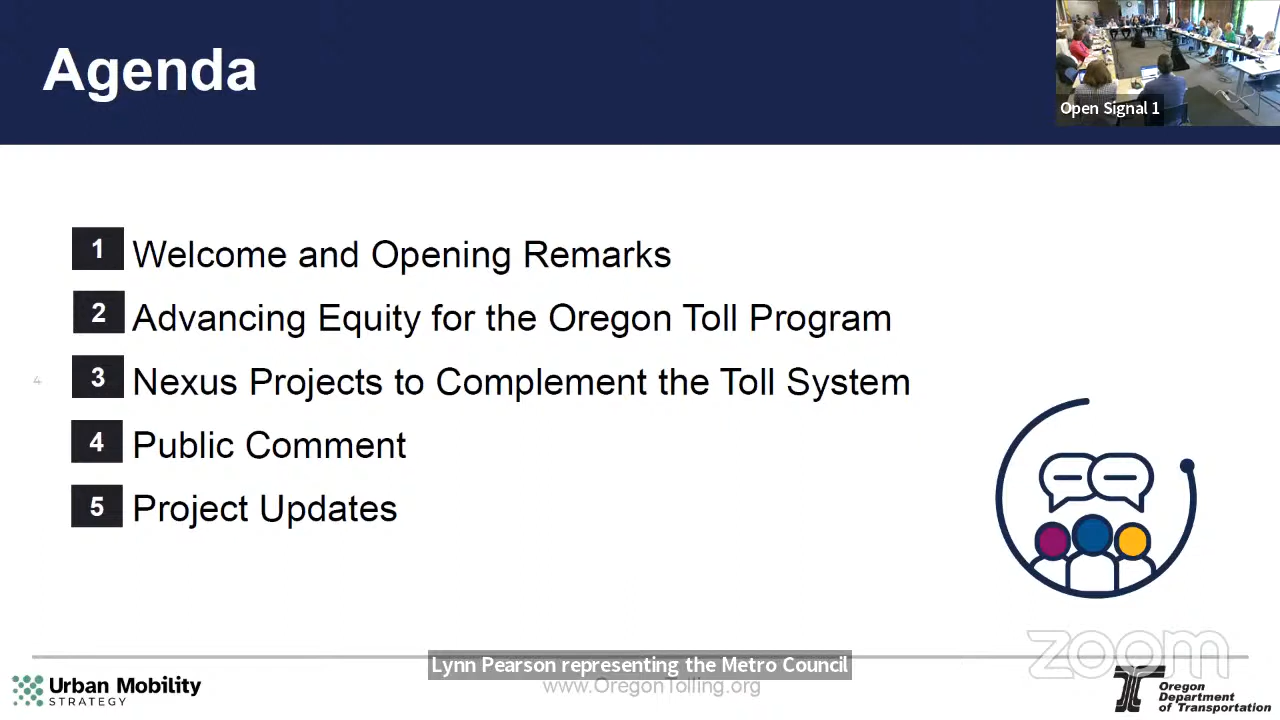 Agenda
Open Signal 1
1 Welcome and Opening Remarks
2 Advancing Equity for the Oregon Toll Program
4
3 Nexus Projects to Complement the Toll System
4 Public Comment
5 Project Updates
zoom
Lynn Pearson representing the Metro Council
www.OregonTolling.org
Urban Mobility
STRATEGY
Oregon
Department
of Transportation